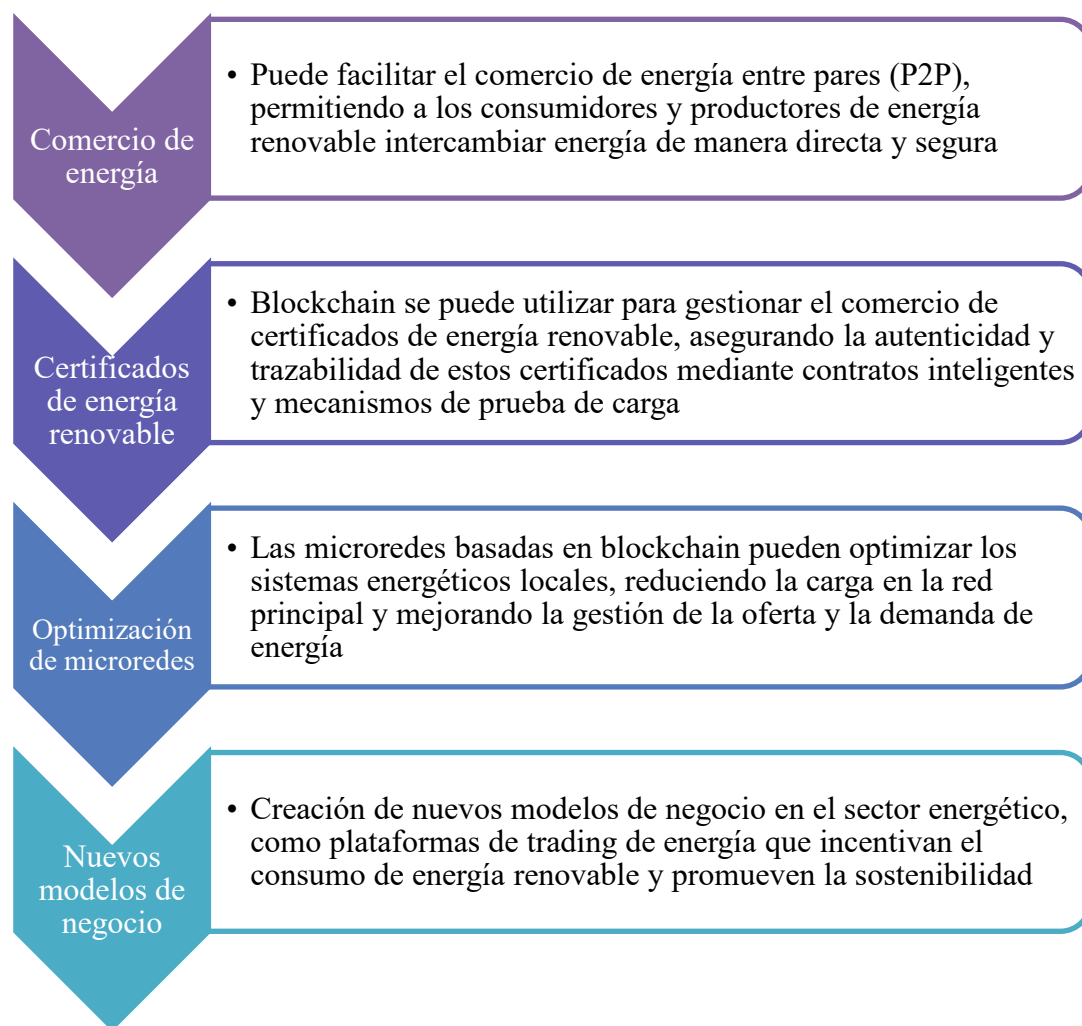 Comercio de
energía
• Puede facilitar el comercio de energía entre pares (P2P),
permitiendo a los consumidores y productores de energía
renovable intercambiar energía de manera directa y segura
Certificados
de energía
renovable
• Blockchain se puede utilizar para gestionar el comercio de
certificados de energía renovable, asegurando la autenticidad y
trazabilidad de estos certificados mediante contratos inteligentes
y mecanismos de prueba de carga
Optimización
de microredes
• Las microredes basadas en blockchain pueden optimizar los
sistemas energéticos locales, reduciendo la carga en la red
principal y mejorando la gestión de la oferta y la demanda de
energía
Nuevos
modelos de
negocio
• Creación de nuevos modelos de negocio en el sector energético,
como plataformas de trading de energía que incentivan el
consumo de energía renovable y promueven la sostenibilidad